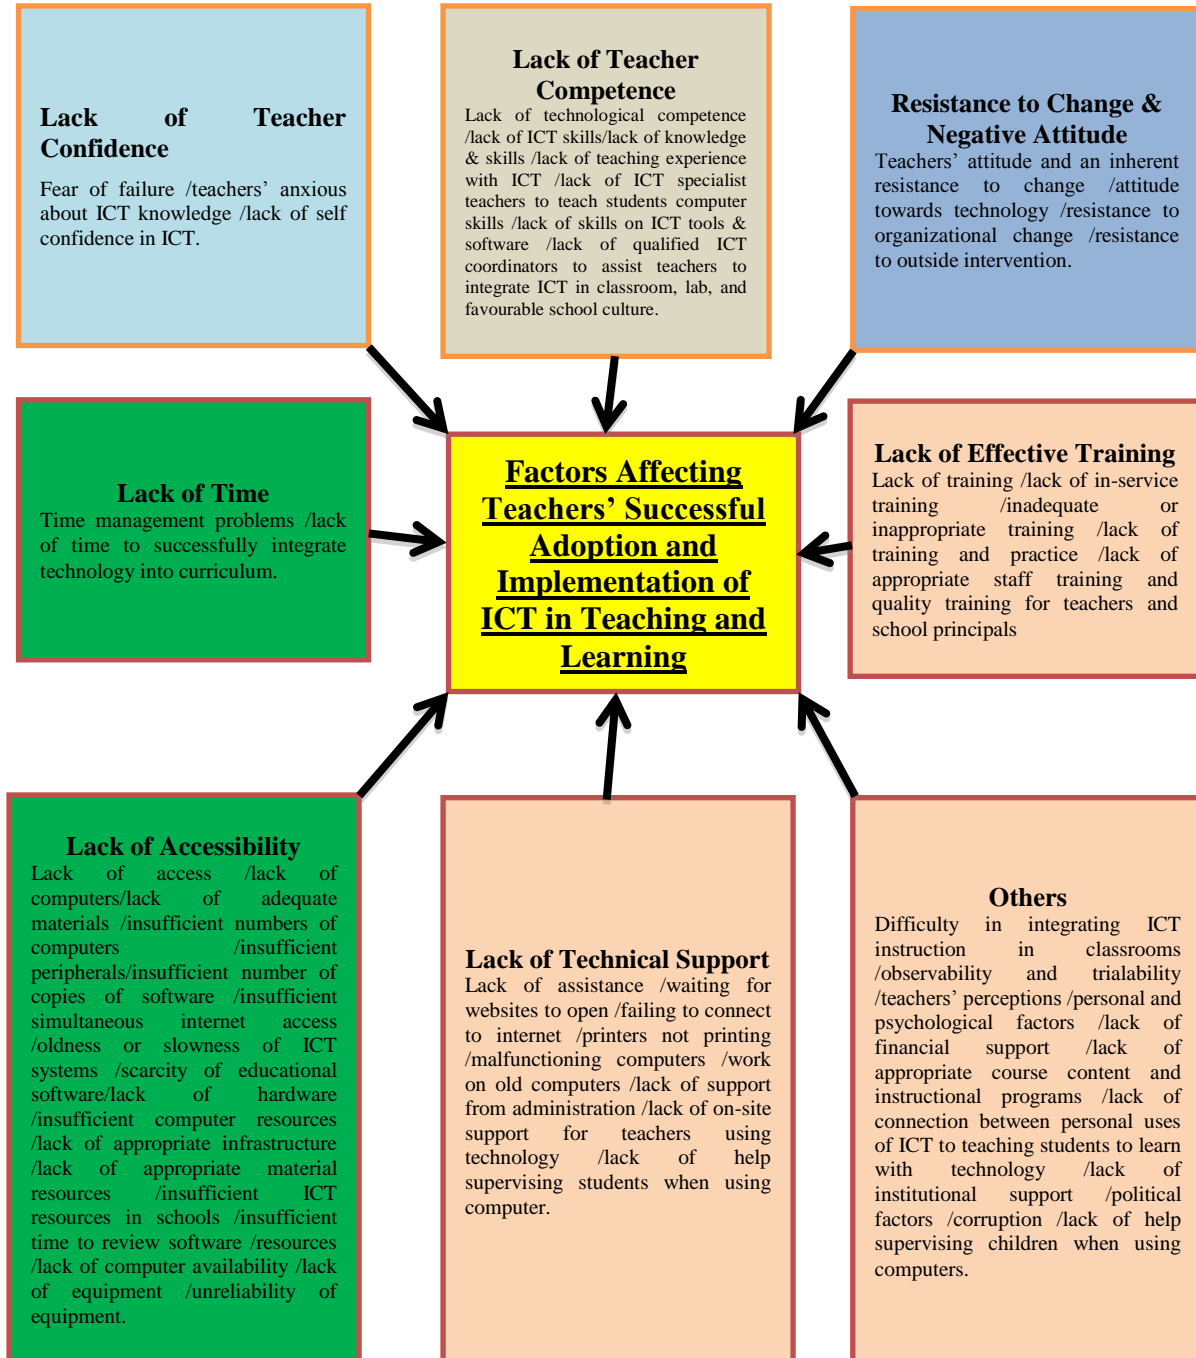 Lack of Teacher
Confidence
Fear of failure /teachers’ anxious
about ICT knowledge /lack of self
confidence in ICT.
Lack of Teacher
Competence
Lack of technological competence
/lack of ICT skills/lack of knowledge
& skills /lack of teaching experience
with ICT /lack of ICT specialist
teachers to teach students computer
skills /lack of skills on ICT tools &
software /lack of qualified ICT
coordinators to assist teachers to
integrate ICT in classroom, lab, and
favourable school culture.
Resistance to Change &
Negative Attitude
Teachers’ attitude and an inherent
resistance to change /attitude
towards technology /resistance to
organizational change /resistance
to outside intervention.
Lack of Time
Time management problems /lack
of time to successfully integrate
technology into curriculum.
Factors Affecting
Teachers’ Successful
Adoption and
Implementation of
ICT in Teaching and
Learning
Lack of Effective Training
Lack of training /lack of in-service
training /inadequate or
inappropriate training /lack of
training and practice /lack of
appropriate staff training and
quality training for teachers and
school principals
Lack of Accessibility
Lack of access /lack of
computers/lack of adequate
materials /insufficient numbers of
computers /insufficient
peripherals/insufficient number of
copies of software /insufficient
simultaneous internet access
/oldness or slowness of ICT
systems /scarcity of educational
software/lack of hardware
/insufficient computer resources
/lack of appropriate infrastructure
/lack of appropriate material
resources /insufficient ICT
resources in schools /insufficient
time to review software /resources
/lack of computer availability /lack
of equipment /unreliability of
equipment.
Lack of Technical Support
Lack of assistance /waiting for
websites to open /failing to connect
to internet /printers not printing
/malfunctioning computers /work
on old computers /lack of support
from administration /lack of on-site
support for teachers using
technology /lack of help
supervising students when using
computer.
Others
Difficulty in integrating ICT
instruction in classrooms
/observability and trialability
/teachers’ perceptions /personal and
psychological factors /lack of
financial support /lack of
appropriate course content and
instructional programs /lack of
connection between personal uses
of ICT to teaching students to learn
with technology /lack of
institutional support /political
factors /corruption /lack of help
supervising children when using
computers.